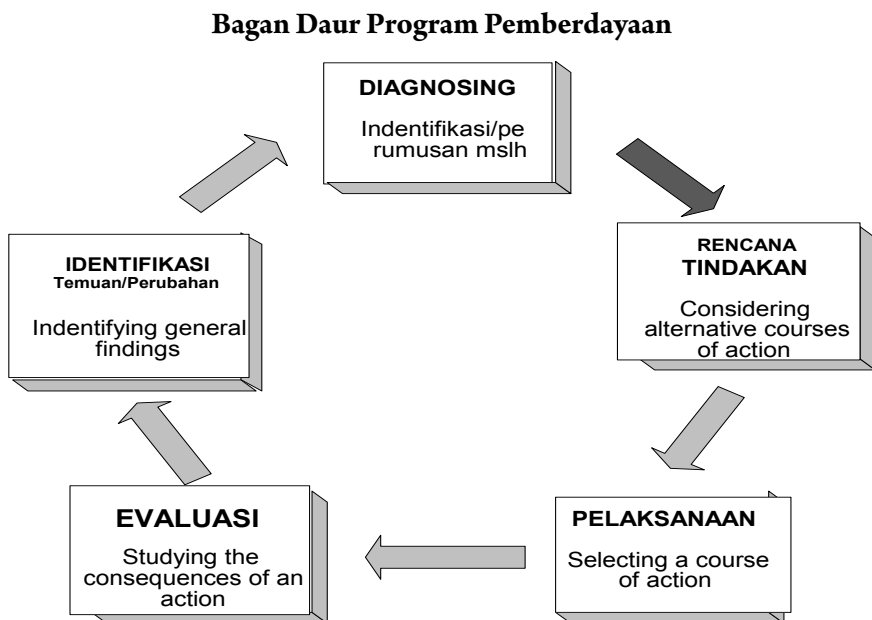 Bagan Daur Program Pemberdayaan
DIAGNOSING
Indentifikasi/pe
rumusan mslh
RENCANA
TINDAKAN
Considering
alternative courses
of action
PELAKSANAAN
Selecting a course
of action
EVALUASI
Studying the
consequences of an
action
IDENTIFIKASI
Temuan/Perubahan
Indentifying general
findings